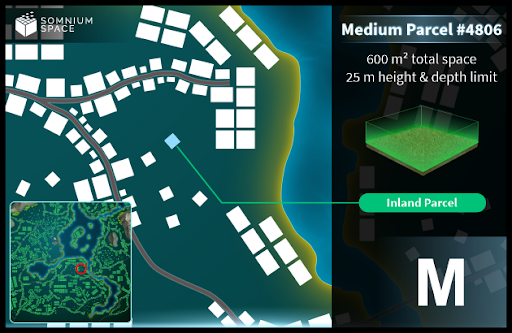 SOMNIUM
SPACE
Medium Parcel #4806
600 m² total space
25 m height & depth limit
Inland Parcel
M